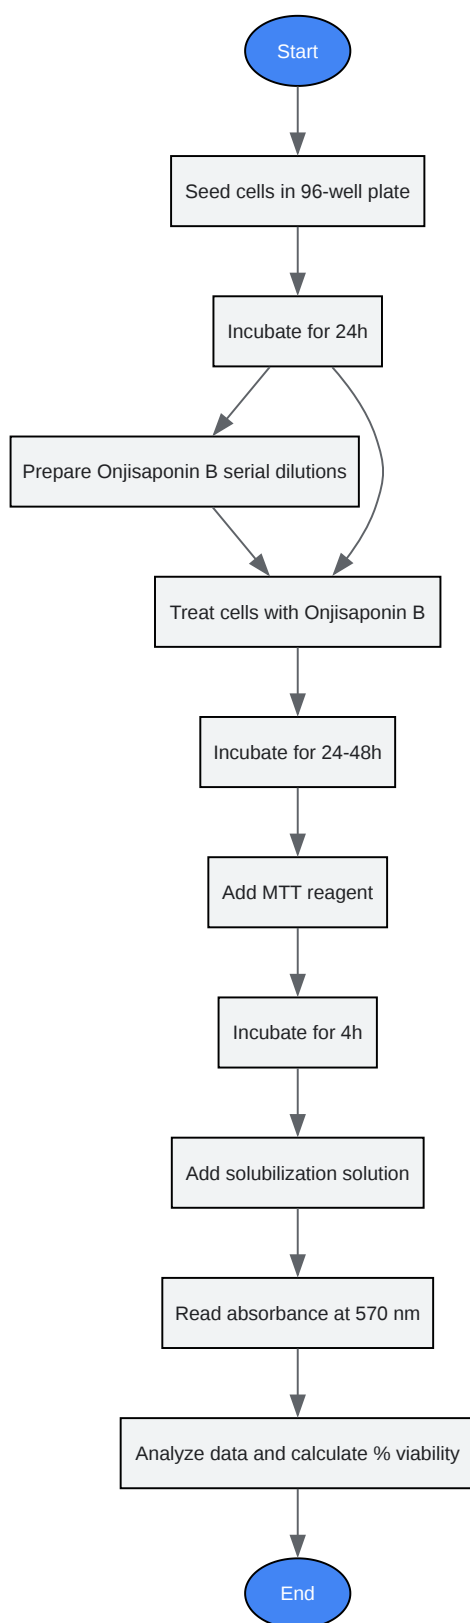 Start
Seed cells in 96-well plate
Incubate for 24h
Prepare Onjisaponin B serial dilutions
Treat cells with Onjisaponin B
Incubate for 24-48h
Add MTT reagent
Incubate for 4h
Add solubilization solution
Read absorbance at 570 nm
Analyze data and calculate % viability
End